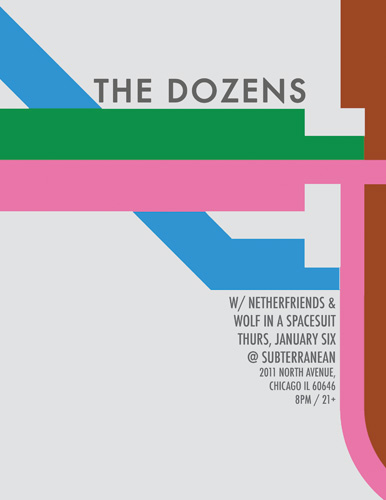 THE DOZENS
W/ NETHERFRIENDS &
WOLF IN A SPACESUIT
THURS, JANUARY SIX
@ SUBTERRANEAN
2011 NORTH AVENUE,
CHICAGO IL 60646
8PM / 21+